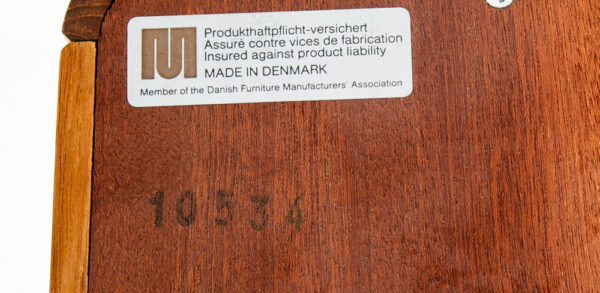 Produkthaftpflicht-versichert
Assuré contre vices de fabrication
Insured against product liability
MADE IN DENMARK
Member of the Danish Furniture Manufacturers' Association
10334